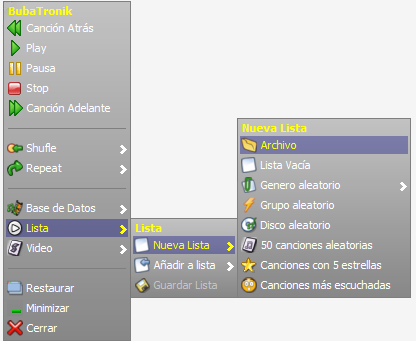 BubaTronik
Canción Atrás
Play
Pausa
Stop
Canción Adelante
Shufle
Repeat
Base de Datos
Lista
Video
Restaurar
Minimizar
Cerrar
Lista
Nueva Lista
Añadir a lista
Guardar Lista
Nueva Lista
Archivo
Lista Vacía
Genero aleatorio
Grupo aleatorio
Disco aleatorio
50 canciones aleatorias
Canciones con 5 estrellas
Canciones más escuchadas